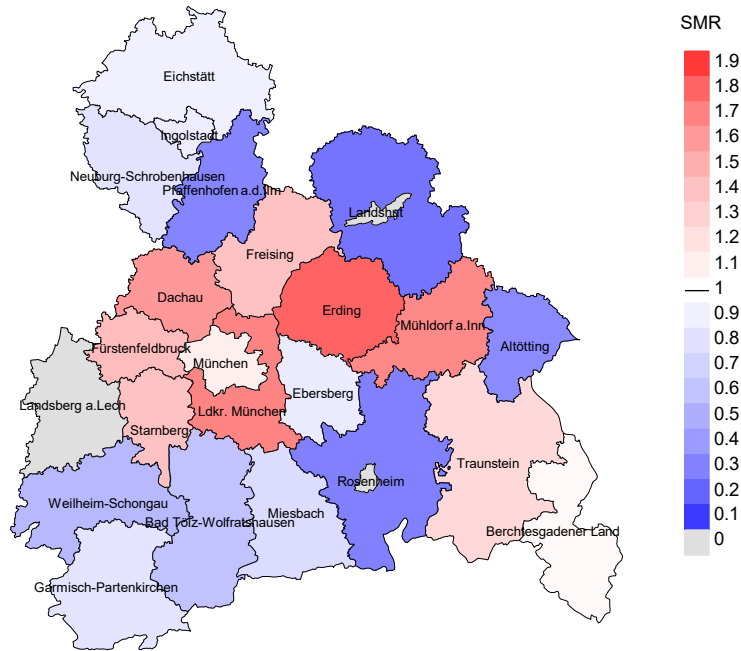 SMR
Eichstätt
Ingolstadt
Neuburg-Schrobenhausen
Pfaffenhofen a.d.Ilm
Landshst
Freising
Dachau
Erding
Mühldorf a.Inn
Altötting
Fürstenfeldbruck
München
Ebersberg
Landsberg a.Lech
Starnberg
Ldkr. München
Traunstein
Rosenheim
Weilheim-Schongau
Miesbach
Bad Tölz-Wolfratshausen
Berchtesgadener Land
Garmisch-Partenkirchen
1.9
1.8
1.7
1.6
1.5
1.4
1.3
1.2
1.1
1
0.9
0.8
0.7
0.6
0.5
0.4
0.3
0.2
0.1
0